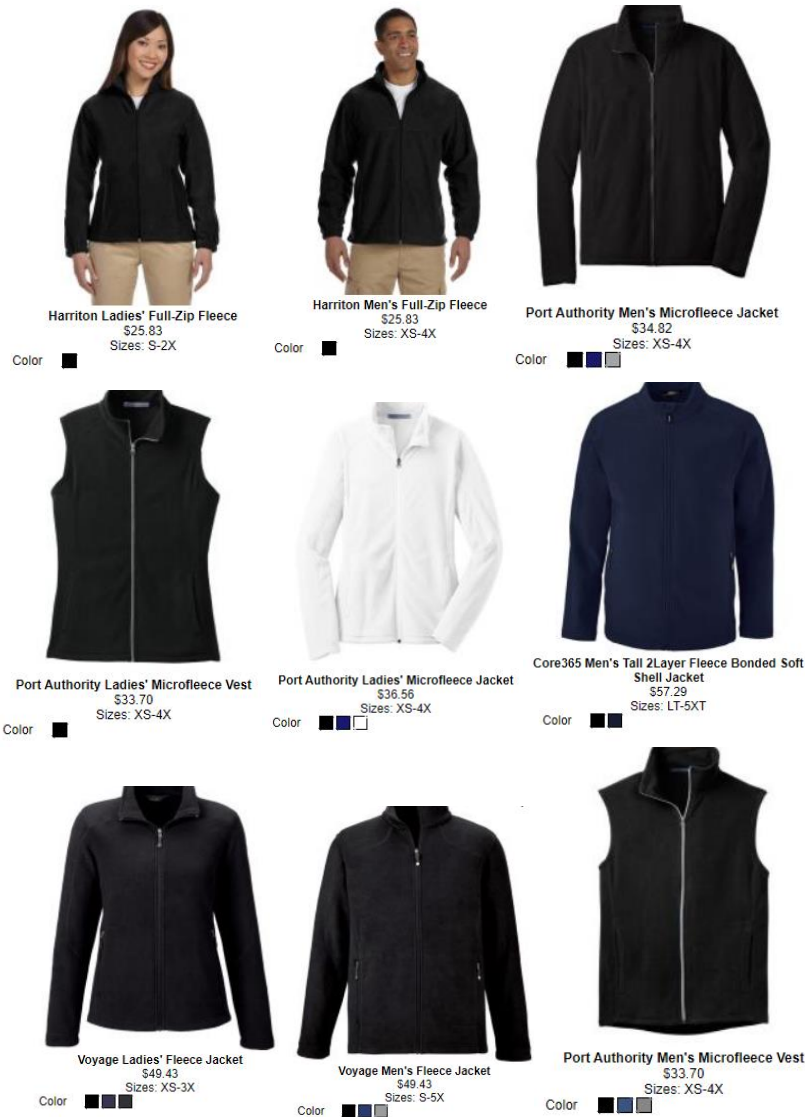 Harriton Ladies' Full-Zip Fleece
$25.83
Sizes: S-2X
Color
Harriton Men's Full-Zip Fleece
$25.83
Sizes: XS-4X
Color
Port Authority Men's Microfleece Jacket
$34.82
Sizes: XS-4X
Color
Port Authority Ladies' Microfleece Vest
$33.70
Sizes: XS-4X
Color
Port Authority Ladies' Microfleece Jacket
$36.56
Sizes: XS-4X
Color
Core365 Men's Tall 2Layer Fleece Bonded Soft
Shell Jacket
$57.29
Sizes: LT-5XT
Color
Voyage Ladies' Fleece Jacket
$49.43
Sizes: XS-3X
Color
Voyage Men's Fleece Jacket
$49.43
Sizes: S-5X
Color
Port Authority Men's Microfleece Vest
$33.70
Sizes: XS-4X
Color